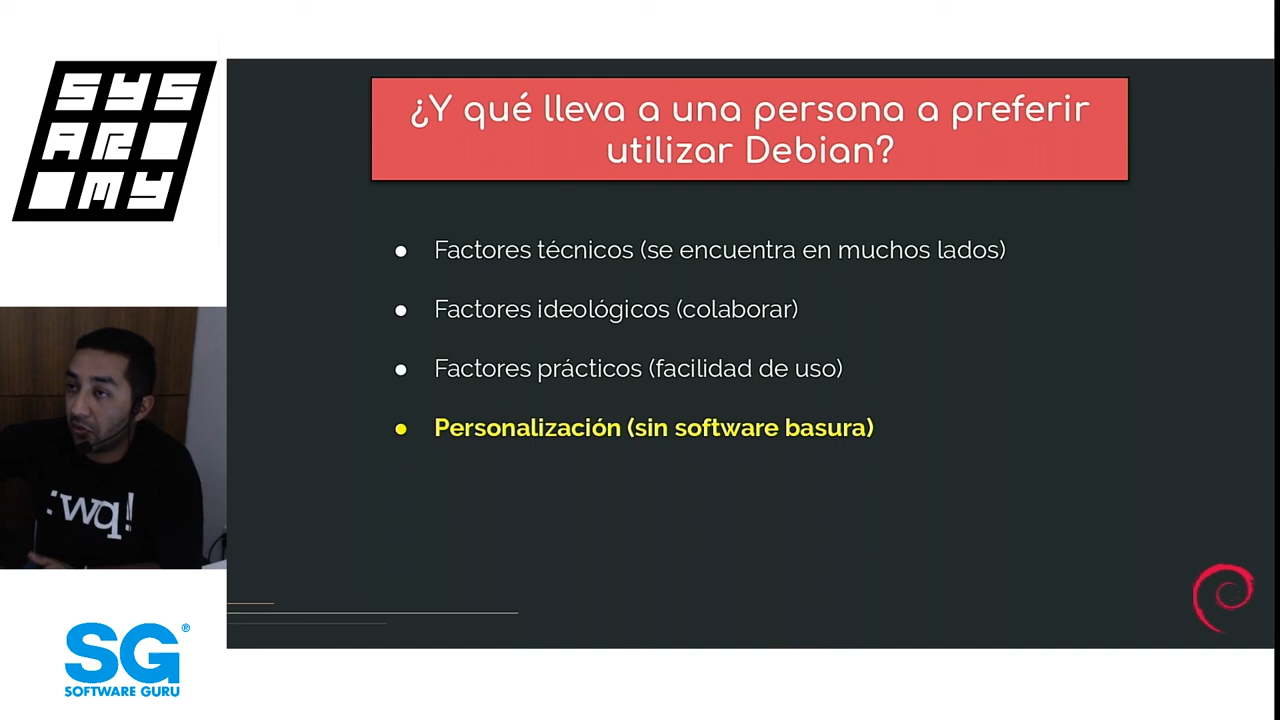 SYS
AR
MY
¿Y qué lleva a una persona a preferir
utilizar Debian?
● Factores técnicos (se encuentra en muchos lados)
● Factores ideológicos (colaborar)
● Factores prácticos (facilidad de uso)
● Personalización (sin software basura)
:wq!
SG®
SOFTWARE GURU